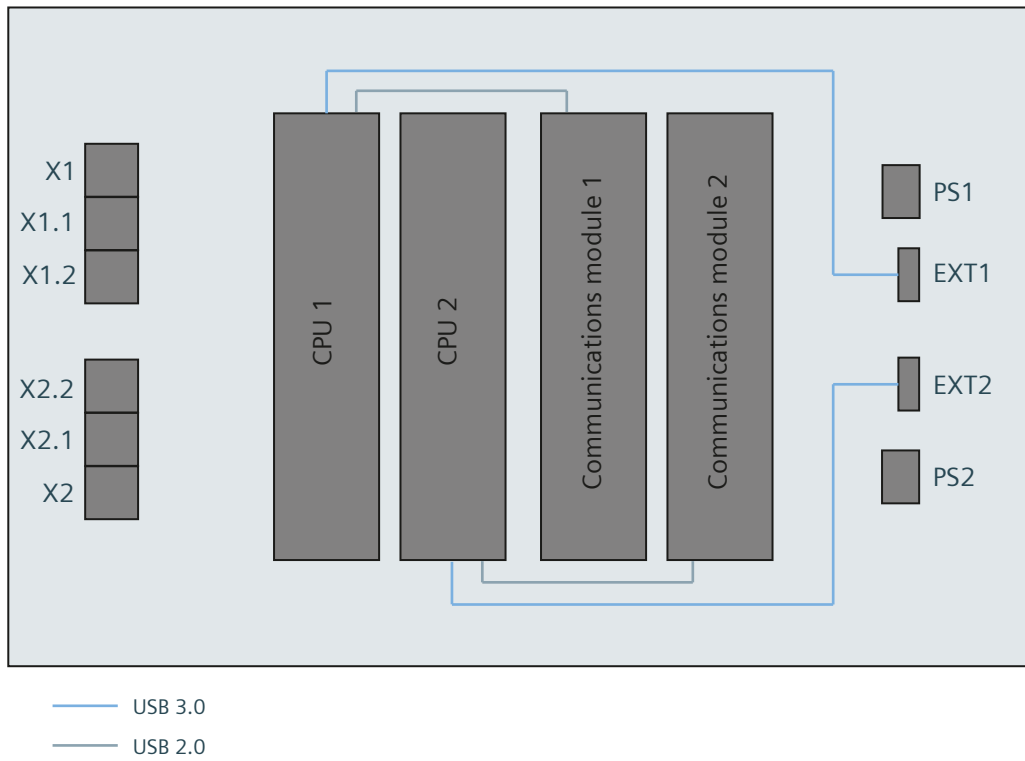 X1
X1.1
X1.2
X2.2
X2.1
X2
CPU 1
CPU 2
Communications module 1
Communications module 2
PS1
EXT1
EXT2
PS2
USB 3.0
USB 2.0